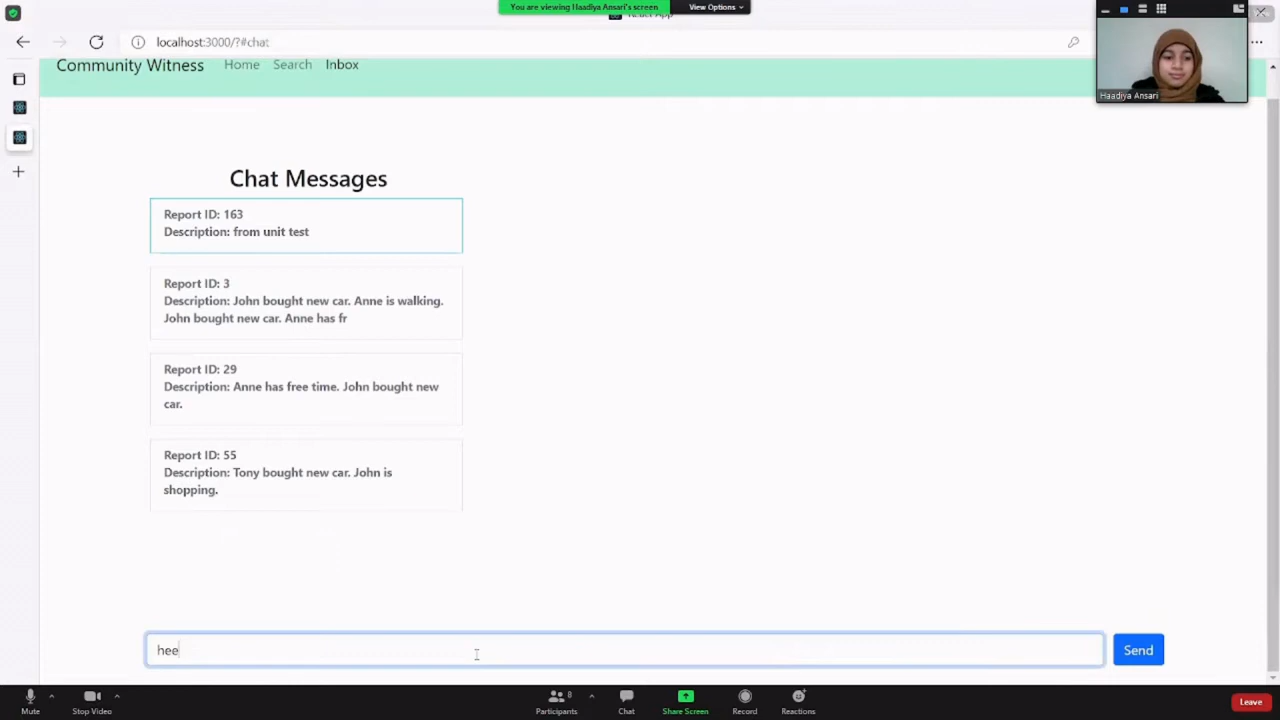 You are viewing Haadiya Ansari's screen
View Options
React App
localhost:3000/?#chat
Haadiya Ansari
Community Witness
Home
Search
Inbox
Chat Messages
Report ID: 163
Description: from unit test
Report ID: 3
Description: John bought new car. Anne is walking.
John bought new car. Anne has fr
Report ID: 29
Description: Anne has free time. John bought new
car.
Report ID: 55
Description: Tony bought new car. John is
shopping.
hee
Send
Mute
Stop Video
8
Participants
Chat
Share Screen
Record
Reactions
Leave